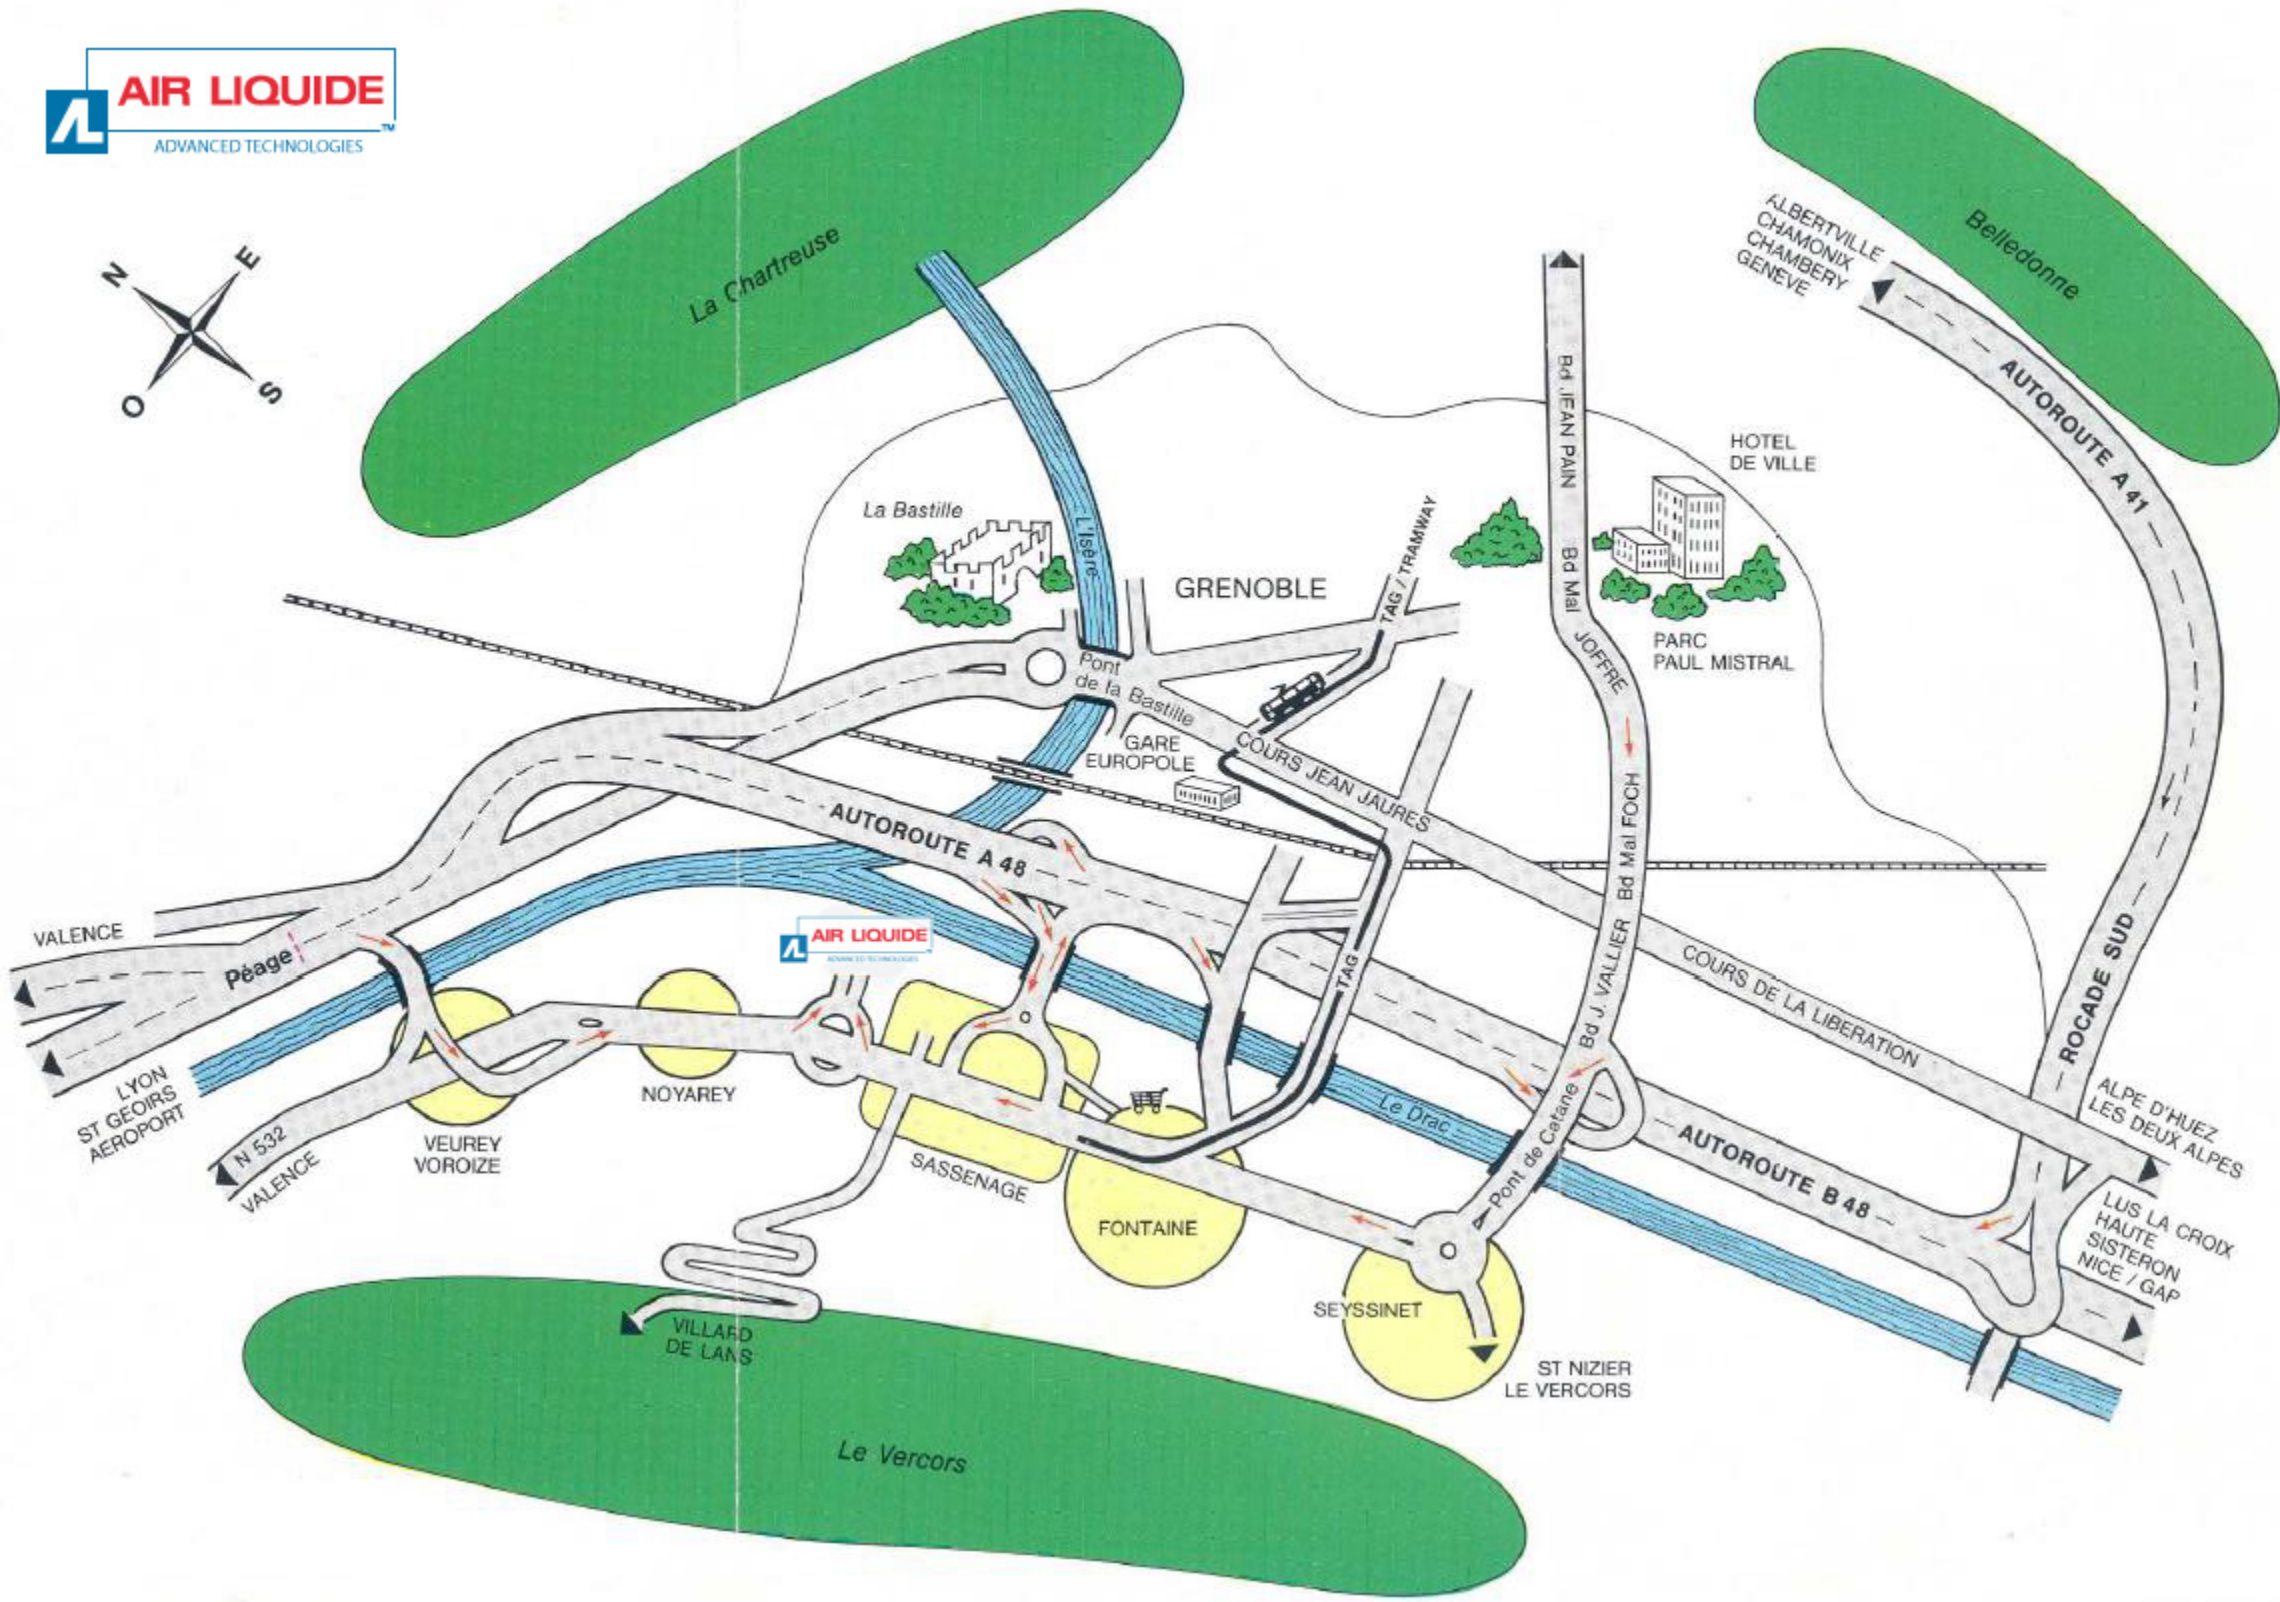 AIR LIQUIDE
TM
ADVANCED TECHNOLOGIES
N
E
O
S
La Chartreuse
Belledonne
ALBERTVILLE
CHAMONIX
CHAMBERY
GENEVE
AUTOROUTE A 41
Bd JEAN PAIN
HOTEL
DE VILLE
La Bastille
L'Isère
GRENOBLE
TAG / TRAMWAY
Bd Mal
JOFFRE
PARC
PAUL MISTRAL
Pont
de la Bastille
GARE
EUROPOLE
COURS JEAN JAURES
Bd Mal FOCH
AUTOROUTE A 48
VALENCE
Péage
AIR LIQUIDE
ADVANCED TECHNOLOGIES
TAG
Bd J. VALLIER
COURS DE LA LIBERATION
ROCADE SUD
LYON
ST GEOIRS
AEROPORT
NOYAREY
N 532
VALENCE
VEUREY
VOROIZE
SASSENAGE
FONTAINE
Le Drac
Pont de Catane
AUTOROUTE B 48
ALPE D'HUEZ
LES DEUX ALPES
LUS LA CROIX
HAUTE
SISTERON
NICE / GAP
SEYSSINET
ST NIZIER
LE VERCORS
VILLARD
DE LANS
Le Vercors